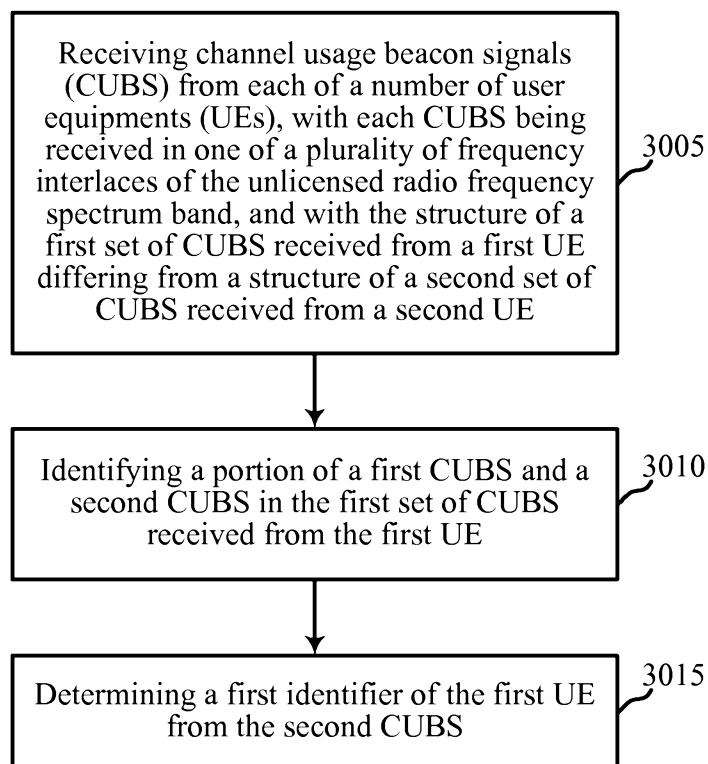 Receiving channel usage beacon signals
(CUBS) from each of a number of user
equipments (UEs), with each CUBS being
received in one of a plurality of frequency
interlaces of the unlicensed radio frequency
spectrum band, and with the structure of a
first set of CUBS received from a first UE
differing from a structure of a second set of
CUBS received from a second UE
3005
Identifying a portion of a first CUBS and a
second CUBS in the first set of CUBS
received from the first UE
3010
Determining a first identifier of the first UE
from the second CUBS
3015